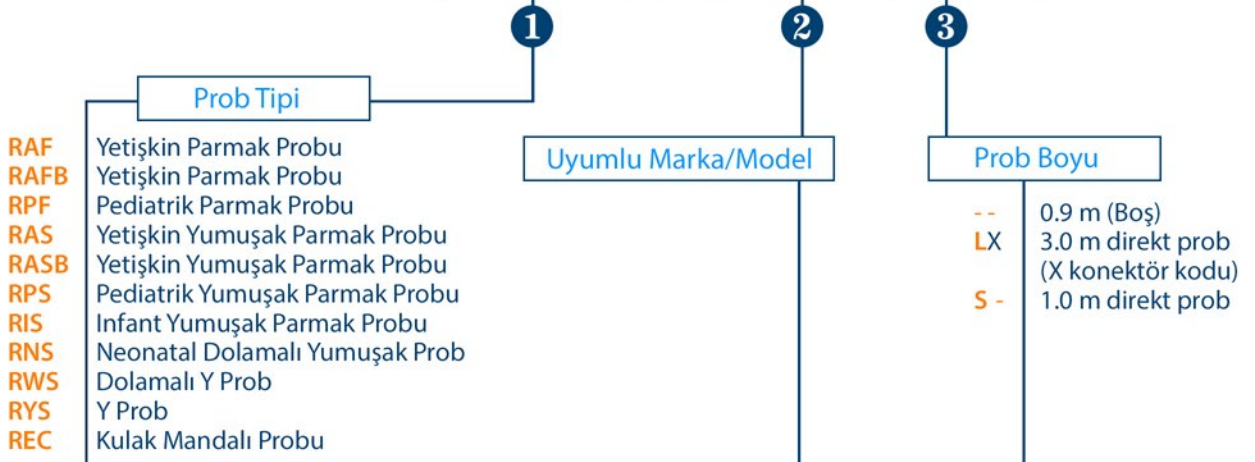 1 2 3
Prob Tipi
RAF Yetişkin Parmak Probu
RAFB Yetişkin Parmak Probu
RPF Pediatrik Parmak Probu
RAS Yetişkin Yumuşak Parmak Probu
RASB Yetişkin Yumuşak Parmak Probu
RPS Pediatrik Yumuşak Parmak Probu
RIS Infant Yumuşak Parmak Probu
RNS Neonatal Dolamalı Yumuşak Prob
RWS Dolamalı Y Prob
RYS Y Prob
REC Kulak Mandalı Probu
Uyumlu Marka/Model
Prob Boyu
- - 0.9 m (Boş)
LX 3.0 m direkt prob
(X konektör kodu)
S - 1.0 m direkt prob